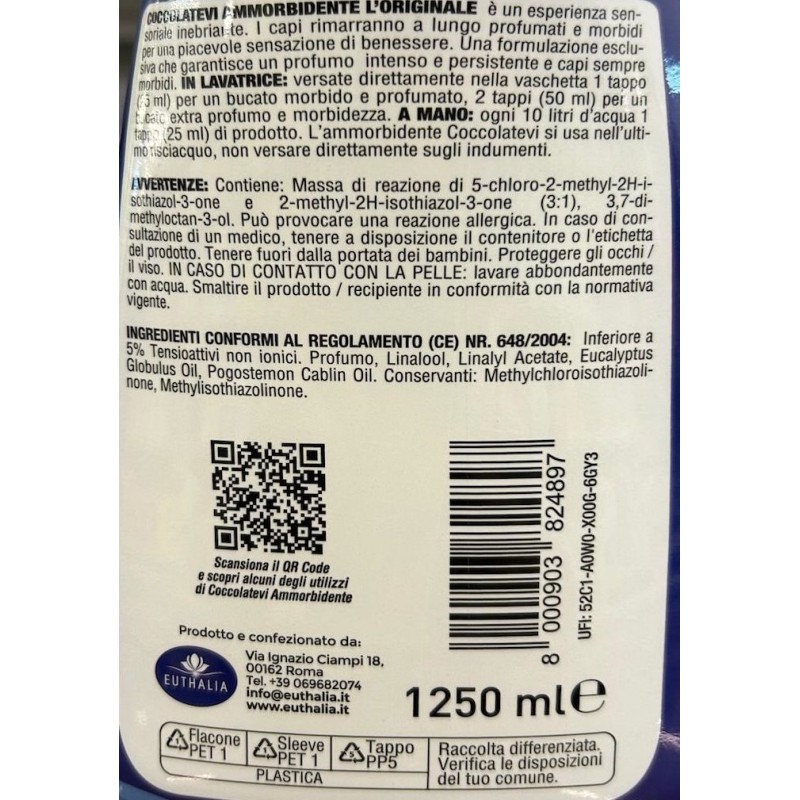 COCCOLATEVI AMMORBIDENTE L'ORIGINALE è un esperienza sen-
soriale inebriante. I capi rimarranno a lungo profumati e morbidi
per una piacevole sensazione di benessere. Una formulazione esclu-
siva che garantisce un profumo intenso e persistente e capi sempre
morbidi. IN LAVATRICE: versate direttamente nella vaschetta 1 tappo
(25 ml) per un bucato morbido e profumato, 2 tappi (50 ml) per un
bucato extra profumo e morbidezza. A MANO: ogni 10 litri d'acqua 1
tappo (25 ml) di prodotto. L'ammorbidente Coccolatevi si usa nell'ulti-
mo risciacquo, non versare direttamente sugli indumenti.
AVVERTENZE: Contiene: Massa di reazione di 5-chloro-2-methyl-2H-i-
sothiazol-3-one e 2-methyl-2H-isothiazol-3-one (3:1), 3,7-di-
methyloctan-3-ol. Può provocare una reazione allergica. In caso di con-
sultazione di un medico, tenere a disposizione il contenitore o l'etichetta
del prodotto. Tenere fuori dalla portata dei bambini. Proteggere gli occhi /
il viso. IN CASO DI CONTATTO CON LA PELLE: lavare abbondantemente
con acqua. Smaltire il prodotto / recipiente in conformità con la normativa
vigente.
INGREDIENTI CONFORMI AL REGOLAMENTO (CE) NR. 648/2004: Inferiore a
5% Tensioattivi non ionici. Profumo, Linalool, Linalyl Acetate, Eucalyptus
Globulus Oil, Pogostemon Cablin Oil. Conservanti: Methylchloroisothiazoli-
none, Methylisothiazolinone.
Scansiona il QR Code
e scopri alcuni degli utilizzi
di Coccolatevi Ammorbidente
8 000903 824897
UFI: 52C1-A0W0-X00G-6GY3
Prodotto e confezionato da:
EUTHALIA
Via Ignazio Ciampi 18,
00162 Roma
Tel. +39 069682074
info@euthalia.it
www.euthalia.it
1250 ml e
1 Flacone
PET 1
1 Sleeve
PET 1
5 Tappo
PP5
PLASTICA
Raccolta differenziata.
Verifica le disposizioni
del tuo comune.